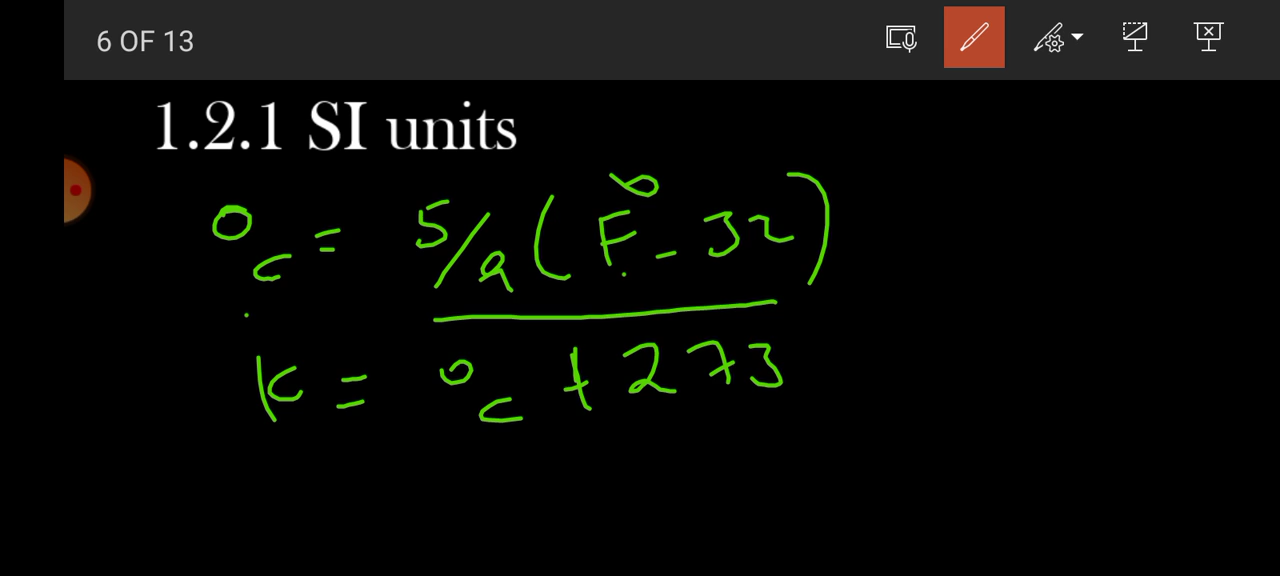 6 OF 13
1.2.1 SI units
°c = 5/9 (F° - 32)
K = °c + 273